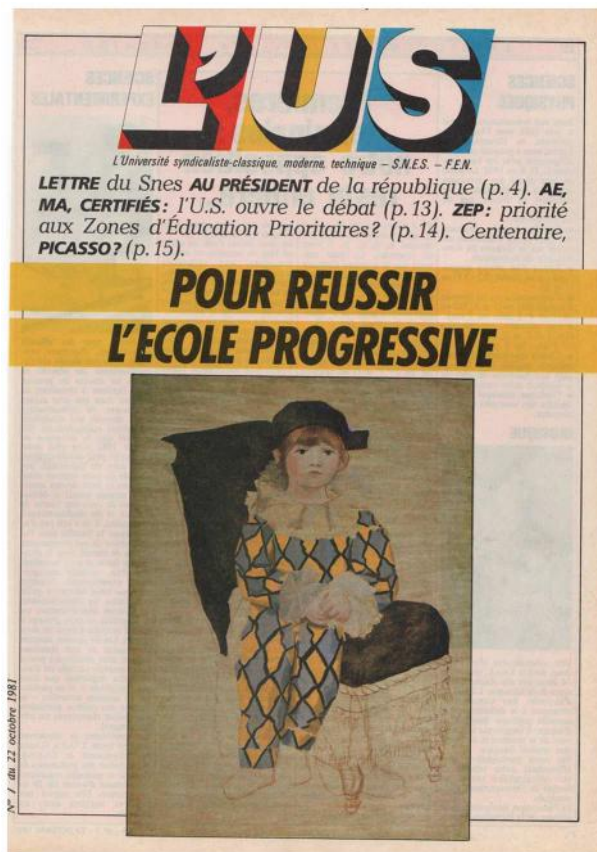 L'US
L'Université syndicaliste-classique, moderne, technique – S.N.E.S. – F.E.N.
LETTRE du Snes AU PRÉSIDENT de la république (p. 4). AE,
MA, CERTIFIÉS : l'U.S. ouvre le débat (p. 13). ZEP : priorité
aux Zones d'Éducation Prioritaires ? (p. 14). Centenaire,
PICASSO ? (p. 15).
POUR REUSSIR
L'ECOLE PROGRESSIVE
N° 1 du 22 octobre 1981